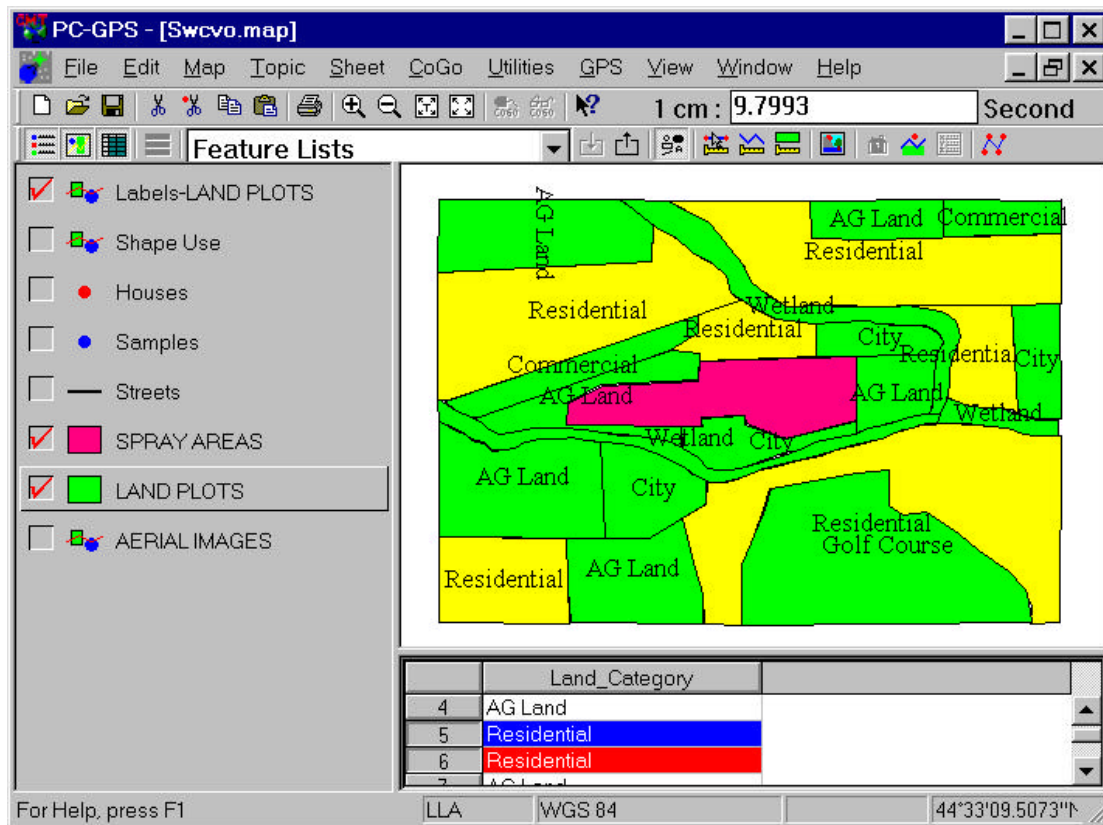 PC-GPS - [Swcvo.map]
File Edit Map Topic Sheet CoGo Utilities GPS View Window Help
1 cm : 9.7993 Second
Feature Lists
Labels-LAND PLOTS
Shape Use
Houses
Samples
Streets
SPRAY AREAS
LAND PLOTS
AERIAL IMAGES
AG Land
AG Land Commercial
Residential
Residential
Wetland
Residential
City
Residential
City
Commercial
AG Land
AG Land
Wetland
Wetland
City
AG Land
City
Residential
Golf Course
Residential
AG Land
Land_Category
4 AG Land
5 Residential
6 Residential
7 AG Land
For Help, press F1 LLA WGS 84 44°33'09.5073"N